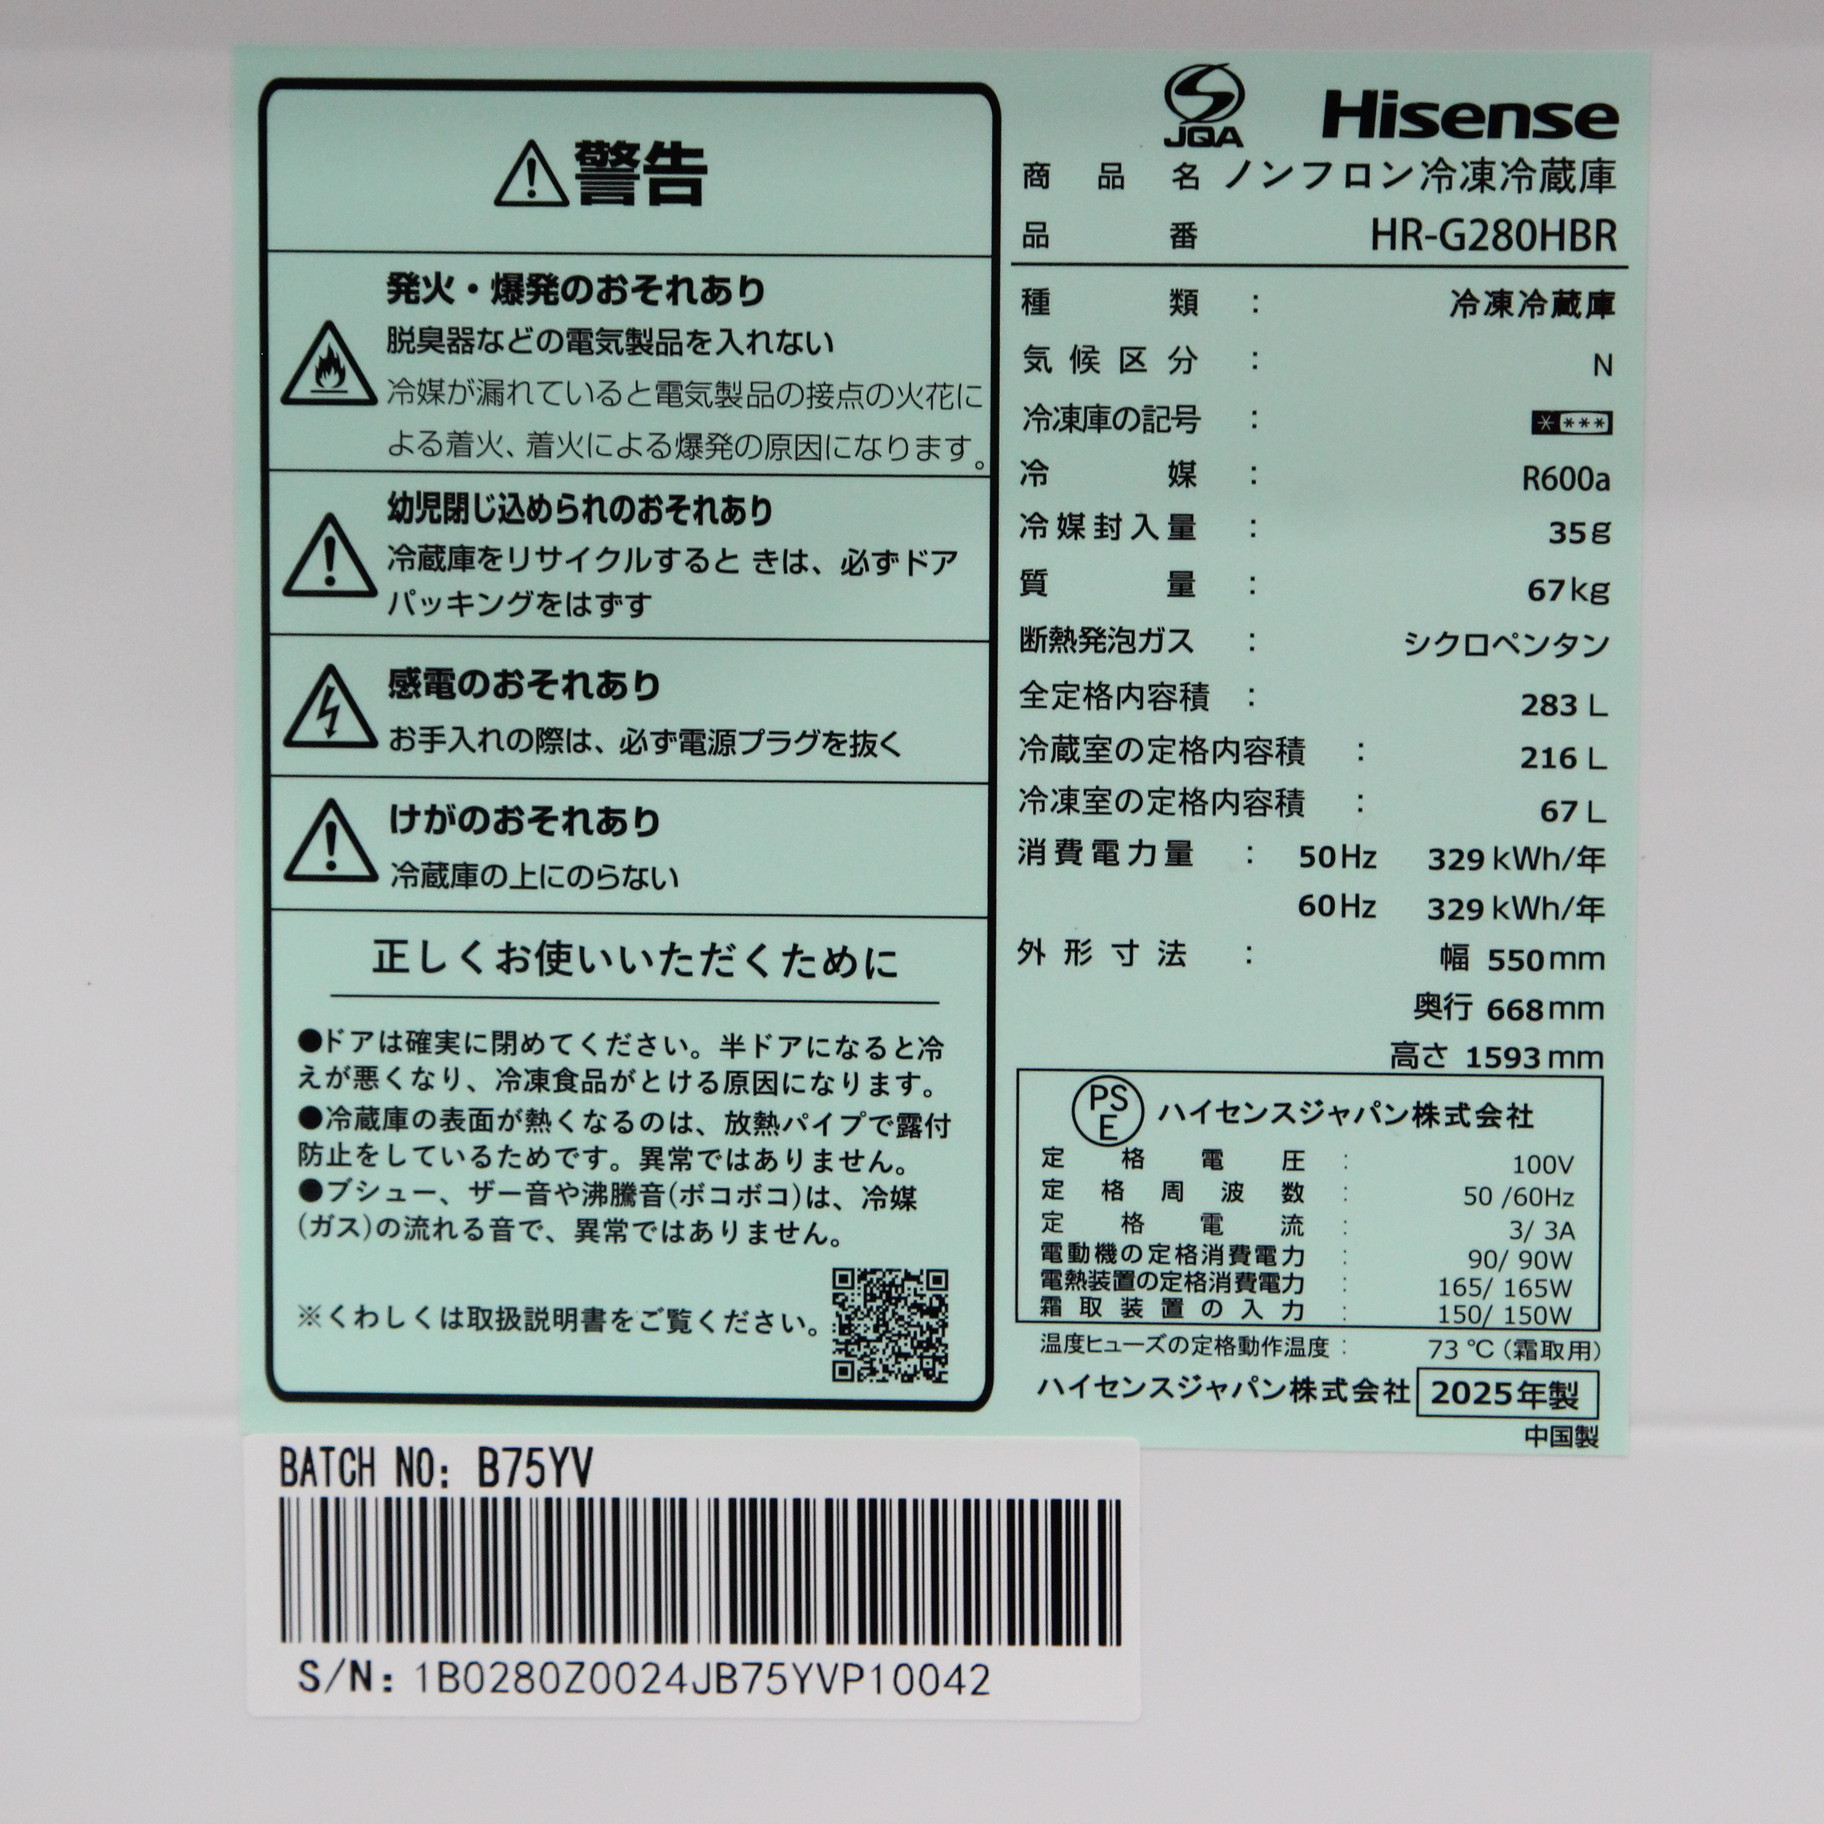 警告
発火・爆発のおそれあり
脱臭器などの電気製品を入れない
冷媒が漏れていると電気製品の接点の火花に
よる着火、着火による爆発の原因になります。
幼児閉じ込められのおそれあり
冷蔵庫をリサイクルすると きは、必ずドア
パッキングをはずす
感電のおそれあり
お手入れの際は、必ず電源プラグを抜く
けがのおそれあり
冷蔵庫の上にのらない
正しくお使いいただくために
●ドアは確実に閉めてください。半ドアになると冷
えが悪くなり、冷凍食品がとける原因になります。
●冷蔵庫の表面が熱くなるのは、放熱パイプで露付
防止をしているためです。異常ではありません。
●ブシュー、ザー音や沸騰音(ボコボコ)は、冷媒
(ガス)の流れる音で、異常ではありません。
※くわしくは取扱説明書をご覧ください。
JQA
Hisense
商品名 ノンフロン冷凍冷蔵庫
品番 HR-G280HBR
種類 : 冷凍冷蔵庫
気候区分 : N
冷凍庫の記号 : * ***
冷媒 : R600a
冷媒封入量 : 35g
質量 : 67kg
断熱発泡ガス : シクロペンタン
全定格内容積 : 283 L
冷蔵室の定格内容積 : 216 L
冷凍室の定格内容積 : 67 L
消費電力量 : 50Hz 329 kWh/年
60Hz 329 kWh/年
外形寸法 : 幅 550mm
奥行 668mm
高さ 1593mm
PSE ハイセンスジャパン株式会社
定格電圧 : 100V
定格周波数 : 50 /60Hz
定格電流 : 3/ 3A
電動機の定格消費電力 : 90/ 90W
電熱装置の定格消費電力 : 165/ 165W
霜取装置の入力 : 150/ 150W
温度ヒューズの定格動作温度 : 73 ℃ (霜取用)
ハイセンスジャパン株式会社 2025年製
中国製
BATCH NO: B75YV
S/N: 1B0280Z0024JB75YVP10042